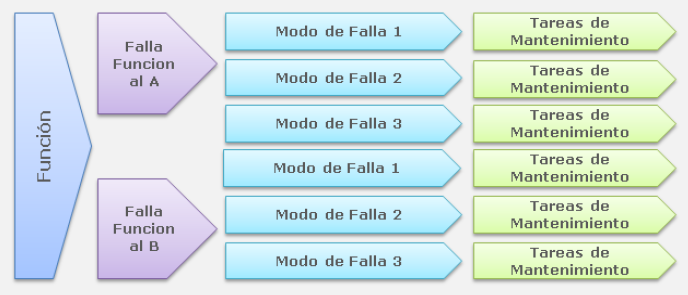 Función
Falla
Funcion
al A
Modo de Falla 1
Tareas de
Mantenimiento
Modo de Falla 2
Tareas de
Mantenimiento
Modo de Falla 3
Tareas de
Mantenimiento
Falla
Funcion
al B
Modo de Falla 1
Tareas de
Mantenimiento
Modo de Falla 2
Tareas de
Mantenimiento
Modo de Falla 3
Tareas de
Mantenimiento